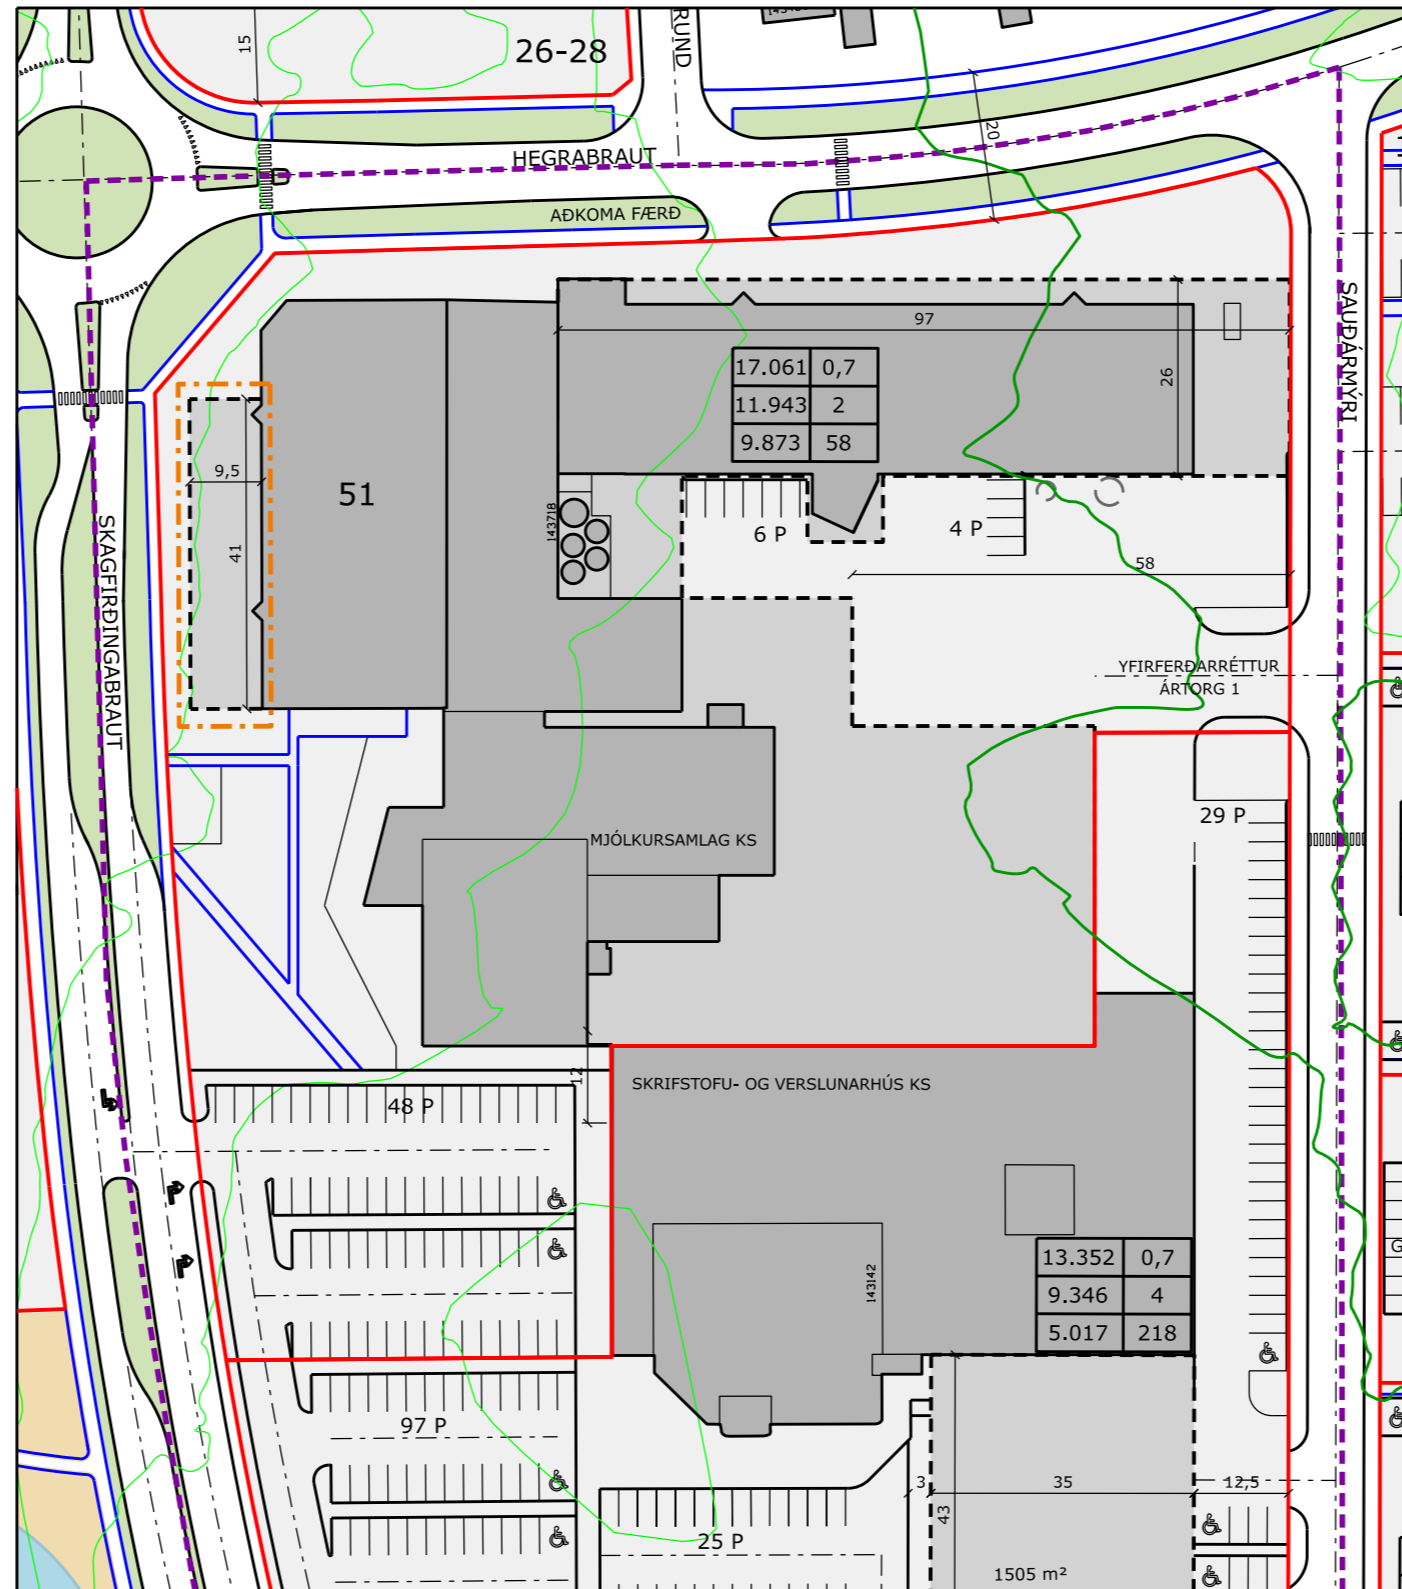 15
26-28
RUND
20
HEGRABRAUT
AÐKOMA FÆRÐ
SAUÐÁRMÝRI
97
17.061 0,7
11.943 2
9.873 58
26
9,5
41
51
143718
6 P
4 P
58
SKAGFIRÐINGABRAUT
YFIRFERÐARRÉTTUR
ÁRTORG 1
29 P
MJÓLKURSAMLAG KS
12
SKRIFSTOFU- OG VERSLUNARHÚS KS
48 P
143142
13.352 0,7
9.346 4
5.017 218
G
97 P
3
35
12,5
43
25 P
1505 m²